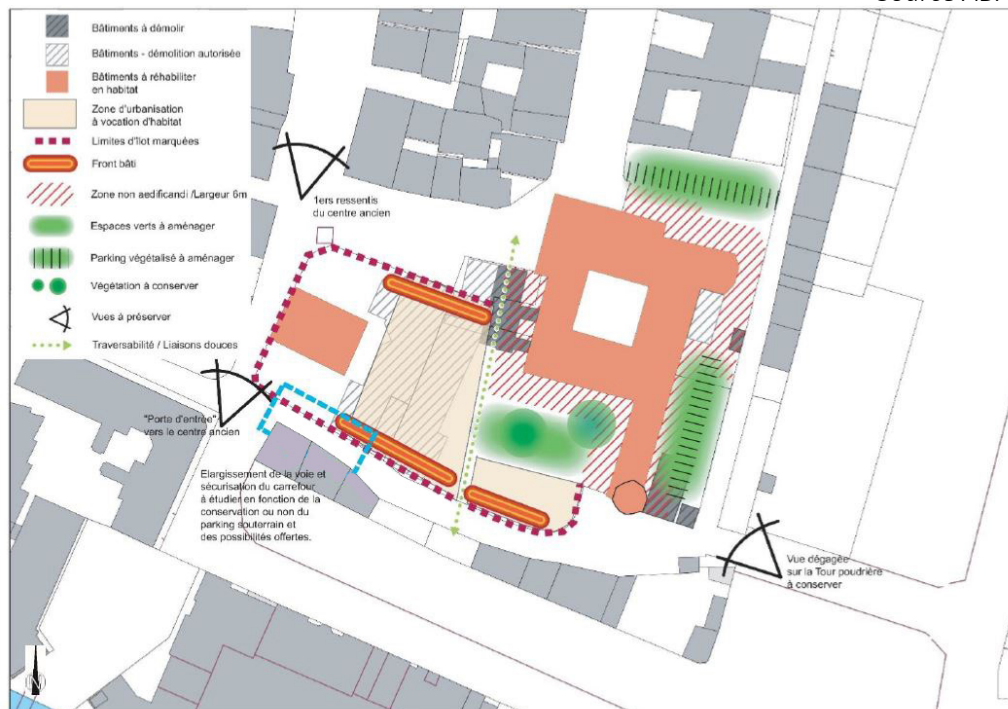 Bâtiments à démolir
Bâtiments - démolition autorisée
Bâtiments à réhabiliter
en habitat
Zone d'urbanisation
à vocation d'habitat
Limites d'îlot marquées
Front bâti
Zone non aedificandi /Largeur 6m
Espaces verts à aménager
Parking végétalisé à aménager
Végétation à conserver
Vues à préserver
Traversabilité / Liaisons douces
1ers ressentis
du centre ancien
"Porte d'entrée"
vers le centre ancien
Elargissement de la voie et
sécurisation du carrefour
à étudier en fonction de la
conservation ou non du
parking souterrain et
des possibilités offertes.
Vue dégagée
sur la Tour poudrière
à conserver
N